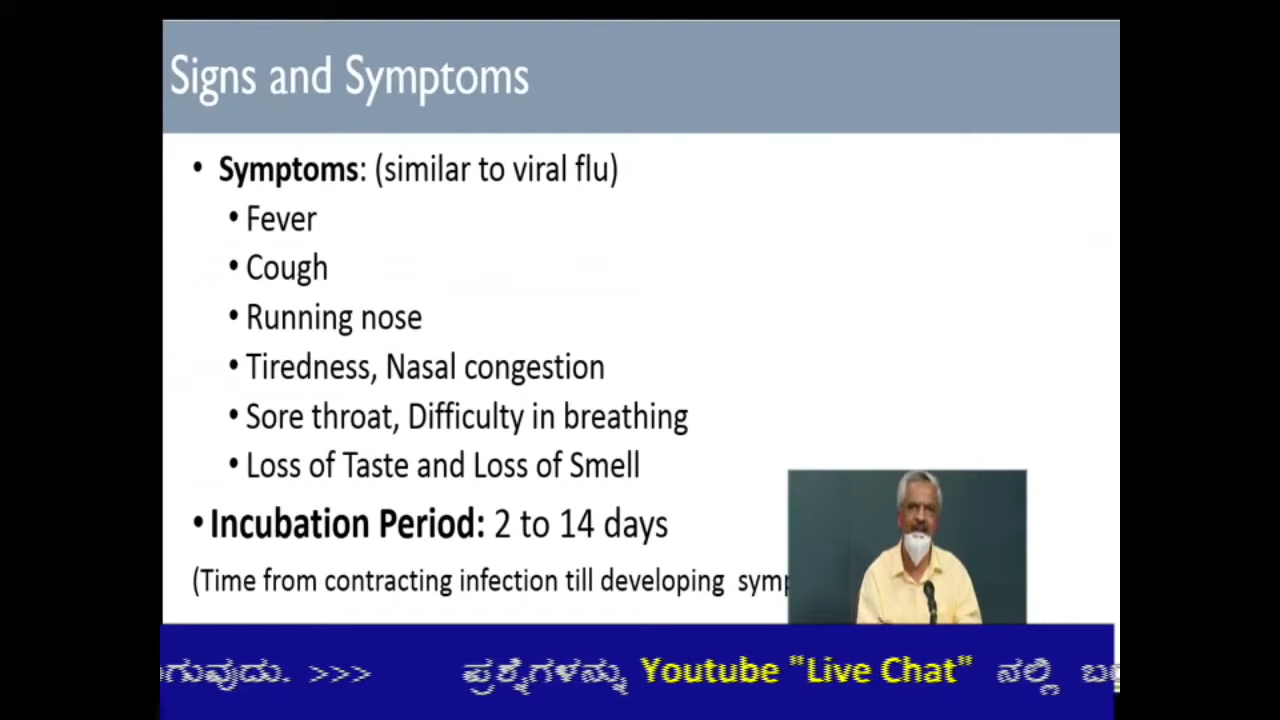 Signs and Symptoms
• Symptoms: (similar to viral flu)
• Fever
• Cough
• Running nose
• Tiredness, Nasal congestion
• Sore throat, Difficulty in breathing
• Loss of Taste and Loss of Smell
• Incubation Period: 2 to 14 days
(Time from contracting infection till developing
>>> ಪ್ರಶ್ನೆಗಳನ್ನು Youtube "Live Chat" ನಲ್ಲಿ